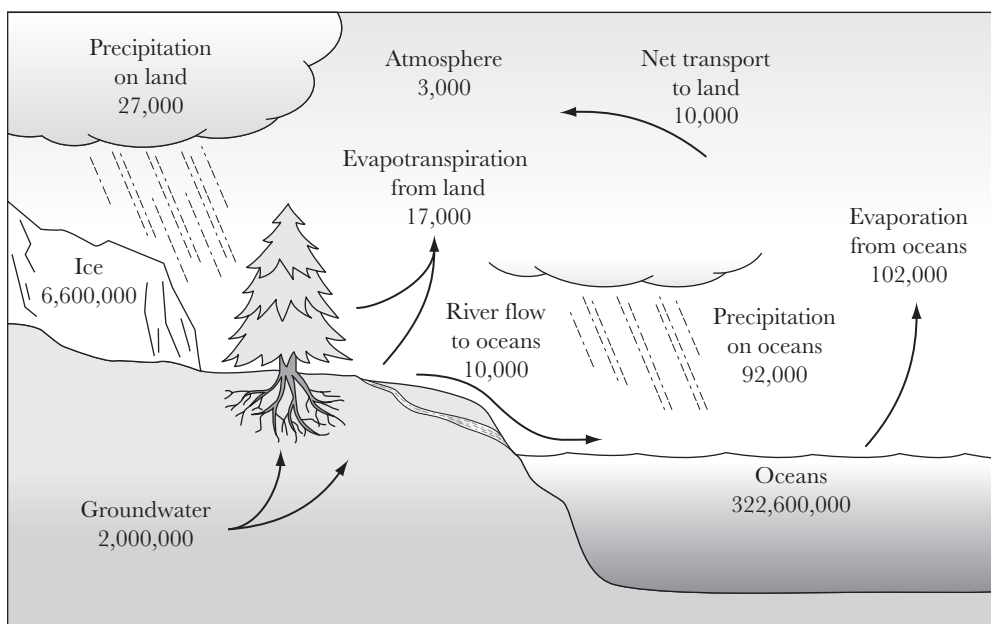 Precipitation
on land
27,000
Atmosphere
3,000
Net transport
to land
10,000
Evapotranspiration
from land
17,000
Evaporation
from oceans
102,000
Ice
6,600,000
River flow
to oceans
10,000
Precipitation
on oceans
92,000
Oceans
322,600,000
Groundwater
2,000,000